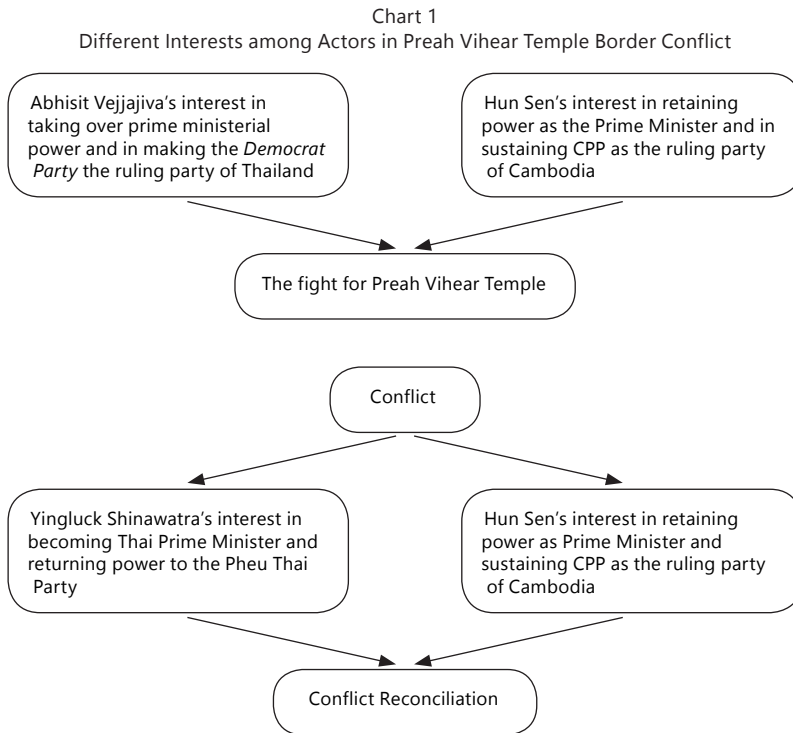 Chart 1
Different Interests among Actors in Preah Vihear Temple Border Conflict
Abhisit Vejjajiva's interest in
taking over prime ministerial
power and in making the Democrat
Party the ruling party of Thailand
Hun Sen's interest in retaining
power as the Prime Minister and in
sustaining CPP as the ruling party
of Cambodia
The fight for Preah Vihear Temple
Conflict
Yingluck Shinawatra's interest in
becoming Thai Prime Minister and
returning power to the Pheu Thai
Party
Hun Sen's interest in retaining
power as Prime Minister and
sustaining CPP as the ruling party
of Cambodia
Conflict Reconciliation